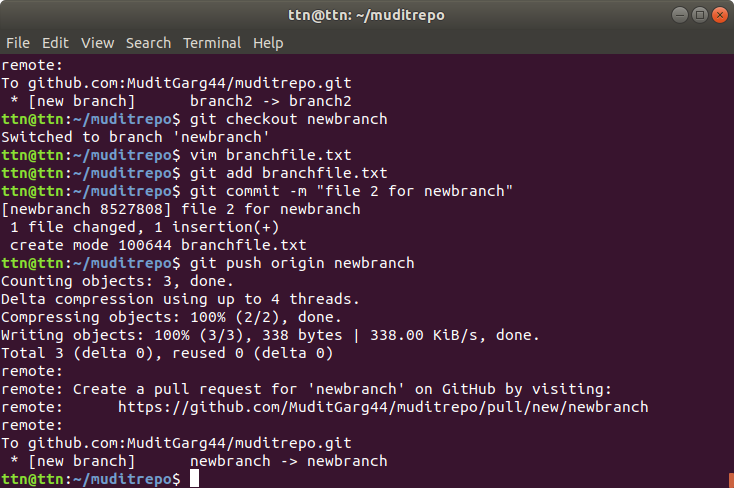 ttn@ttn: ~/muditrepo
File Edit View Search Terminal Help
remote:
To github.com:MuditGarg44/muditrepo.git
 * [new branch]      branch2 -> branch2
ttn@ttn:~/muditrepo$ git checkout newbranch
Switched to branch 'newbranch'
ttn@ttn:~/muditrepo$ vim branchfile.txt
ttn@ttn:~/muditrepo$ git add branchfile.txt
ttn@ttn:~/muditrepo$ git commit -m "file 2 for newbranch"
[newbranch 8527808] file 2 for newbranch
 1 file changed, 1 insertion(+)
 create mode 100644 branchfile.txt
ttn@ttn:~/muditrepo$ git push origin newbranch
Counting objects: 3, done.
Delta compression using up to 4 threads.
Compressing objects: 100% (2/2), done.
Writing objects: 100% (3/3), 338 bytes | 338.00 KiB/s, done.
Total 3 (delta 0), reused 0 (delta 0)
remote:
remote: Create a pull request for 'newbranch' on GitHub by visiting:
remote:      https://github.com/MuditGarg44/muditrepo/pull/new/newbranch
remote:
To github.com:MuditGarg44/muditrepo.git
 * [new branch]      newbranch -> newbranch
ttn@ttn:~/muditrepo$